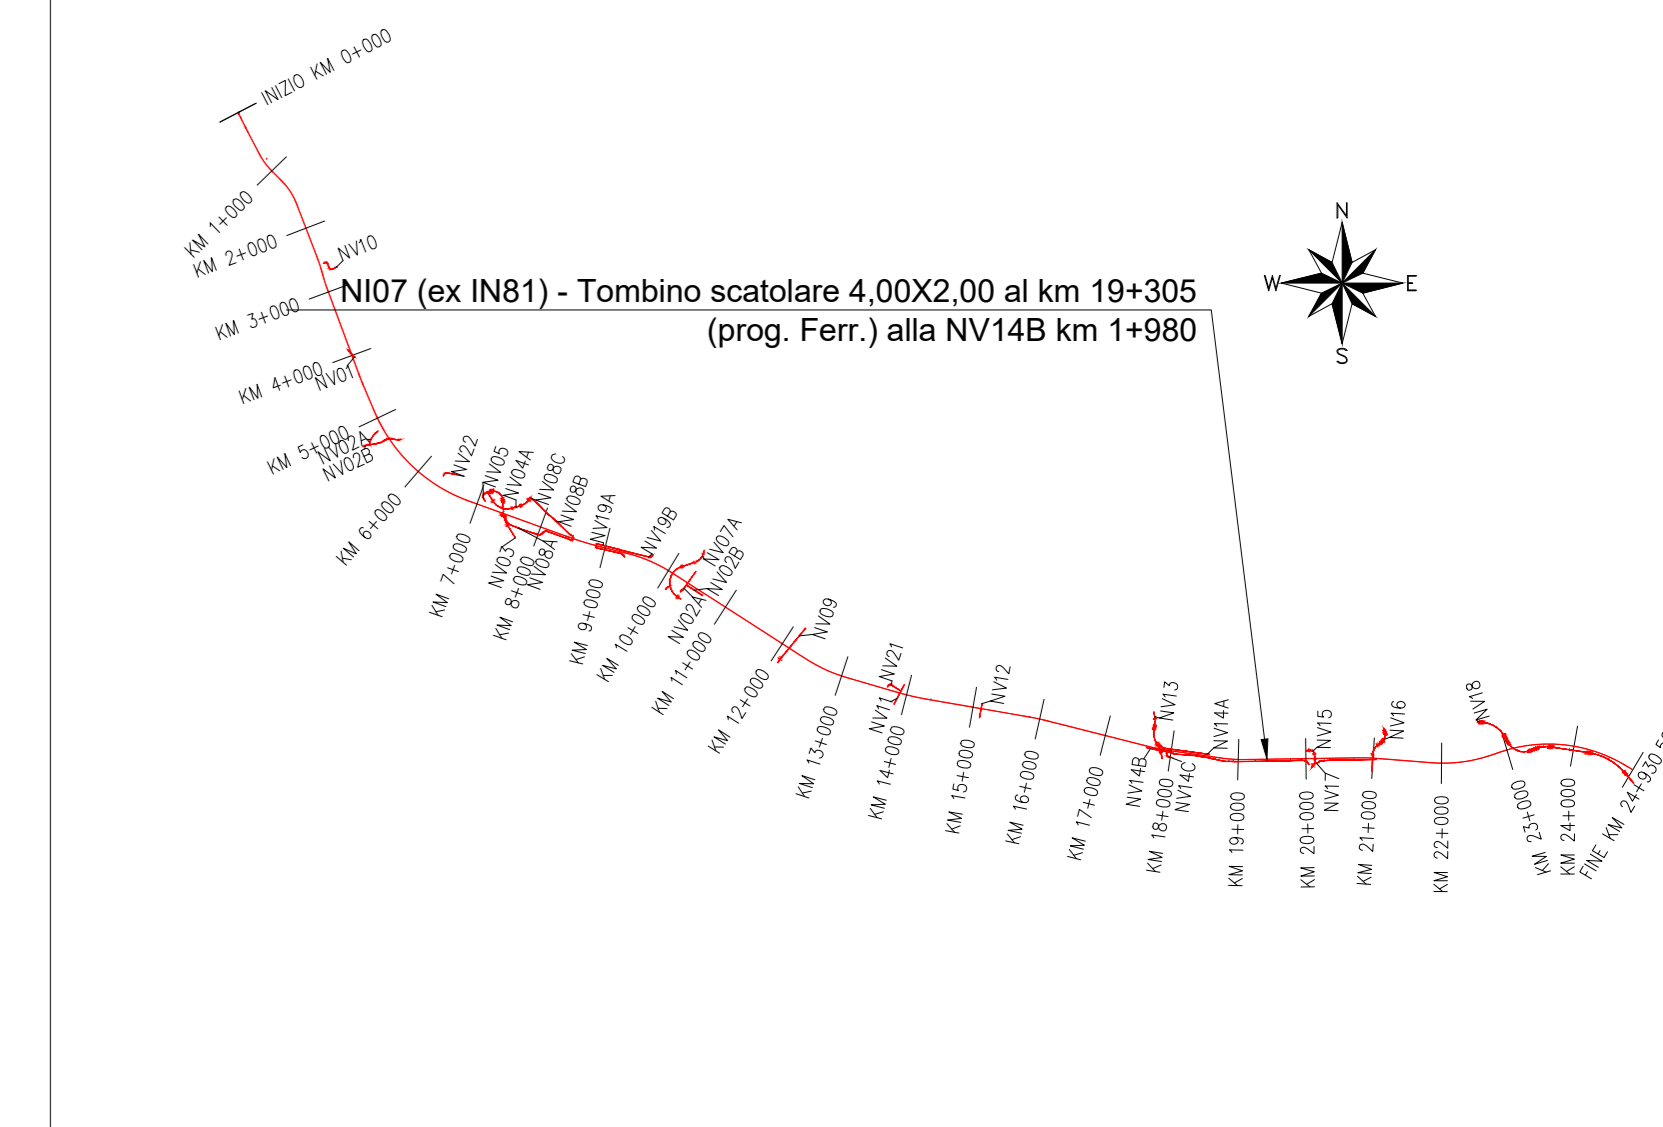 INIZIO KM 0+000
KM 1+000
KM 2+000
NV10
N
W
E
S
NI07 (ex IN81) - Tombino scatolare 4,00X2,00 al km 19+305
(prog. Ferr.) alla NV14B km 1+980
KM 3+000
KM 4+000
NV01
KM 5+000
NV02A
NV02B
KM 6+000
NV22
NV05
NV04A
NV08C
NV08B
NV19A
NV19B
NV07A
NV02B
KM 7+000
NV03
KM 8+000
NV08A
KM 9+000
KM 10+000
NV02A
KM 11+000
NV09
KM 12+000
KM 13+000
NV21
NV11
KM 14+000
NV12
KM 15+000
KM 16+000
KM 17+000
NV13
NV14A
NV14B
KM 18+000
NV14C
KM 19+000
NV15
KM 20+000
NV17
NV16
KM 21+000
KM 22+000
NV18
KM 23+000
KM 24+000
FINE KM 24+930,5